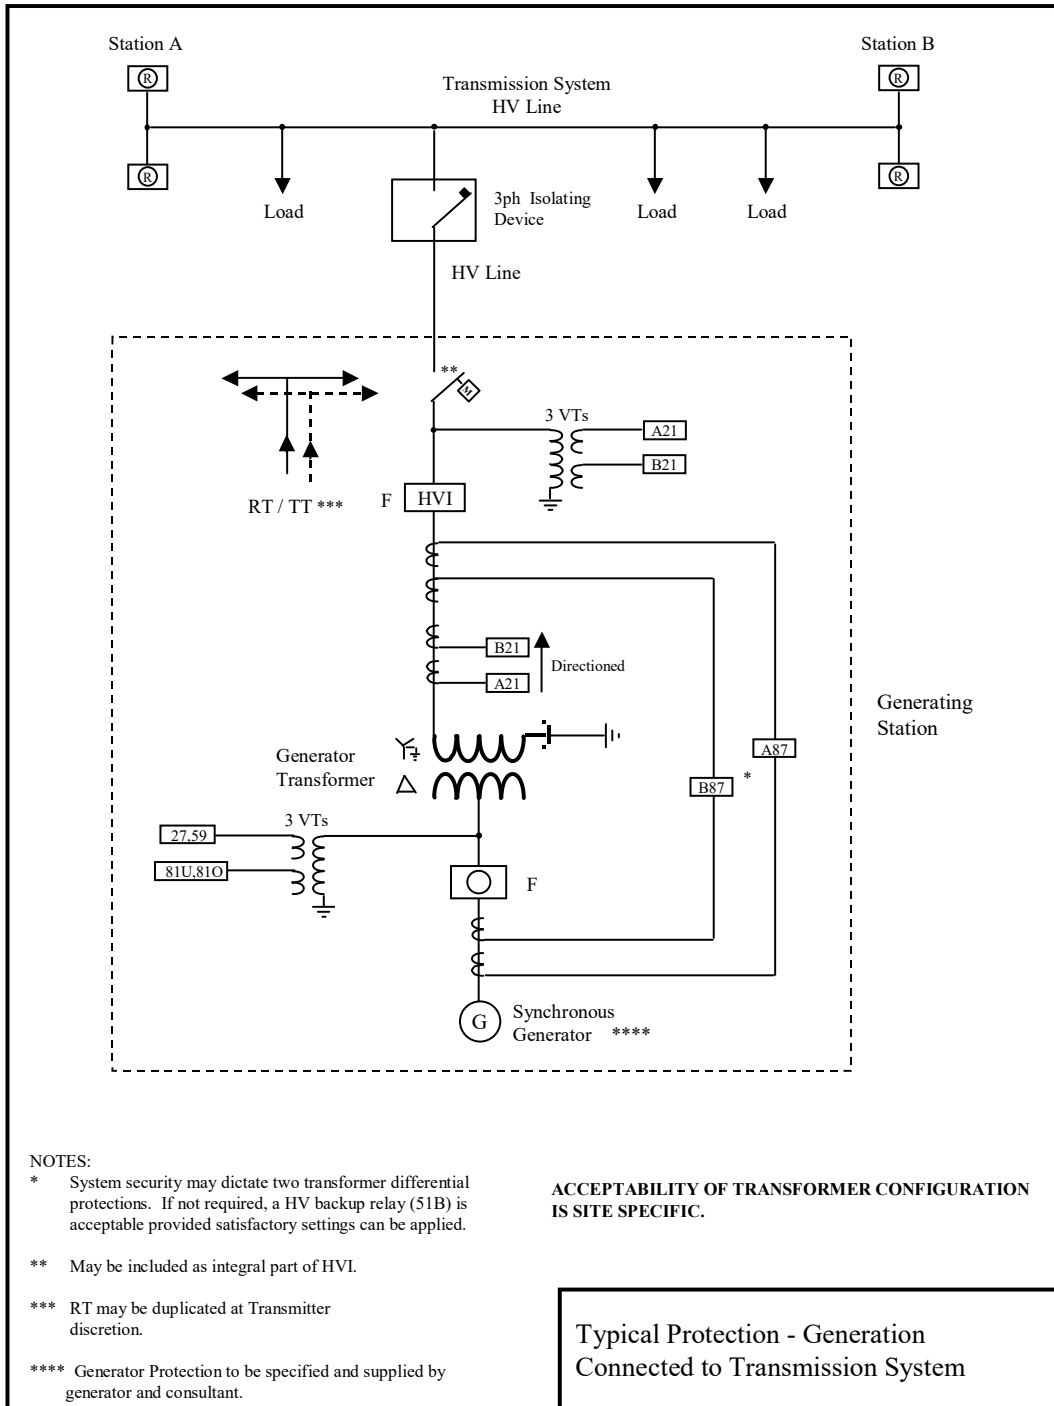 Station A
Station B
R
R
Transmission System
HV Line
R
R
Load
3ph Isolating
Device
Load
Load
HV Line
**
M
3 VTs
A21
B21
RT / TT ***
F
HVI
B21
Directioned
A21
Generating
Station
Generator
Transformer
A87
B87
*
3 VTs
27,59
81U,81O
F
G
Synchronous
Generator ****
NOTES:
* System security may dictate two transformer differential
protections. If not required, a HV backup relay (51B) is
acceptable provided satisfactory settings can be applied.
** May be included as integral part of HVI.
*** RT may be duplicated at Transmitter
discretion.
**** Generator Protection to be specified and supplied by
generator and consultant.
ACCEPTABILITY OF TRANSFORMER CONFIGURATION
IS SITE SPECIFIC.
Typical Protection - Generation
Connected to Transmission System